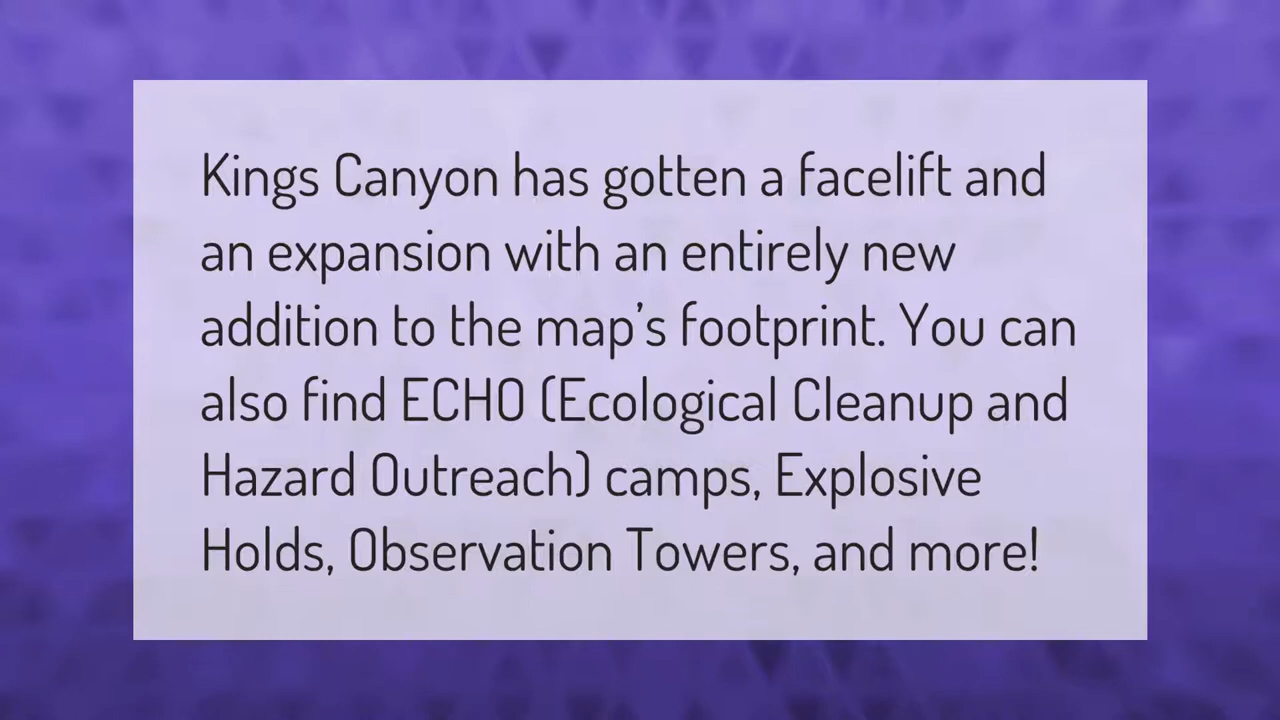 Kings Canyon has gotten a facelift and
an expansion with an entirely new
addition to the map’s footprint. You can
also find ECHO (Ecological Cleanup and
Hazard Outreach) camps, Explosive
Holds, Observation Towers, and more!